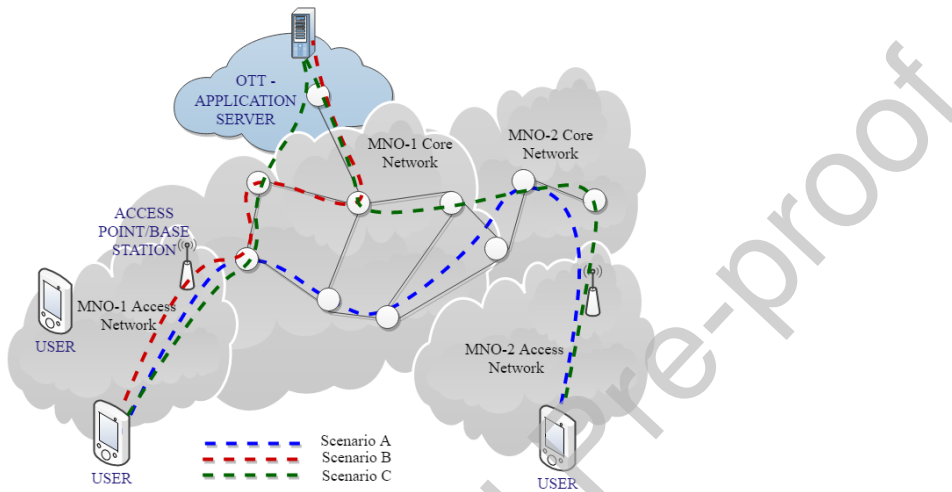 OTT -
APPLICATION
SERVER
MNO-1 Core
Network
MNO-2 Core
Network
ACCESS
POINT/BASE
STATION
MNO-1 Access
Network
USER
MNO-2 Access
Network
USER
USER
Scenario A
Scenario B
Scenario C
Pre-proof